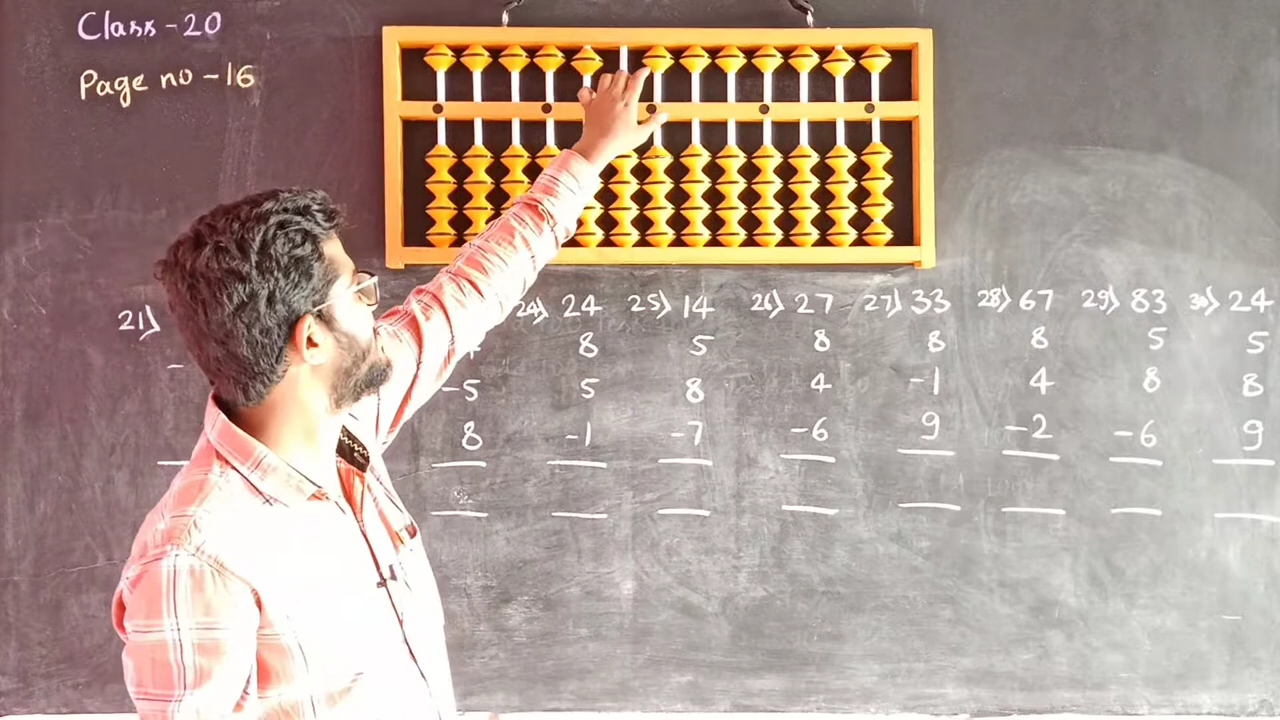 Class-20
Page no-16
21) 24) 24 25) 14 26) 27 27) 33 28) 67 29) 83 30) 24
8 5 8 8 8 5 5
- -5 5 8 4 -1 4 8 8
8 -1 -7 -6 9 -2 -6 9